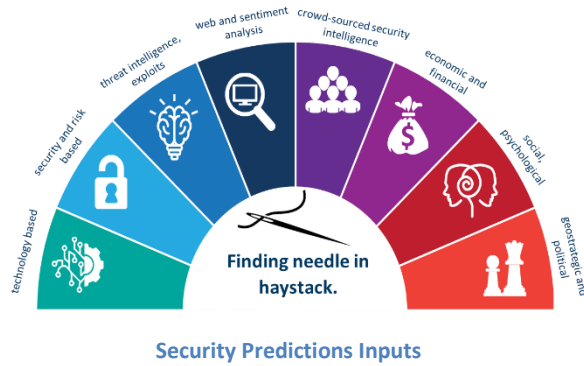 technology based
security and risk
based
threat intelligence,
exploits
web and sentiment
analysis
crowd-sourced security
intelligence
economic and
financial
social,
psychological
geostrategic and
political
$
Finding needle in
haystack.
Security Predictions Inputs